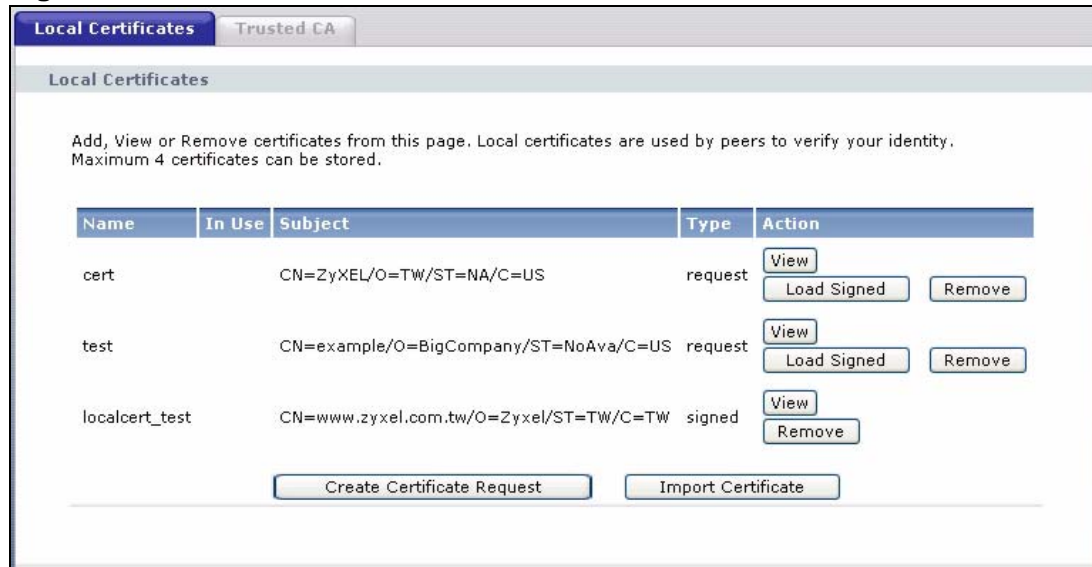 Local Certificates Trusted CA
Local Certificates
Add, View or Remove certificates from this page. Local certificates are used by peers to verify your identity.
Maximum 4 certificates can be stored.
Name In Use Subject Type Action
cert CN=ZyXEL/O=TW/ST=NA/C=US request View
Load Signed Remove
test CN=example/O=BigCompany/ST=NoAva/C=US request View
Load Signed Remove
localcert_test CN=www.zyxel.com.tw/O=Zyxel/ST=TW/C=TW signed View
Remove
Create Certificate Request Import Certificate